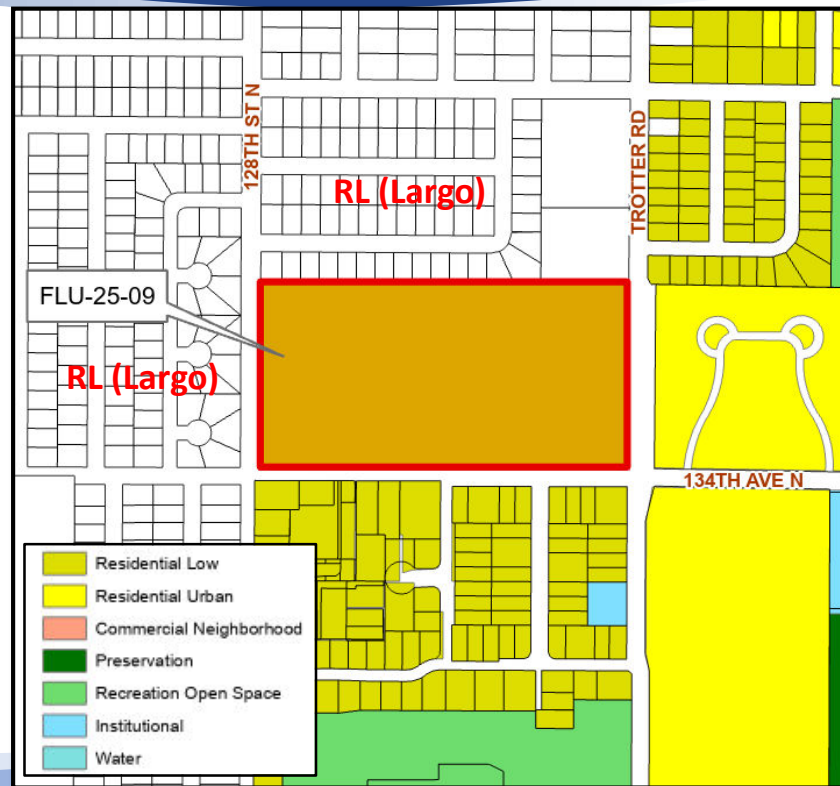 128TH ST N
TROTTER RD
RL (Largo)
FLU-25-09
RL (Largo)
134TH AVE N
Residential Low
Residential Urban
Commercial Neighborhood
Preservation
Recreation Open Space
Institutional
Water